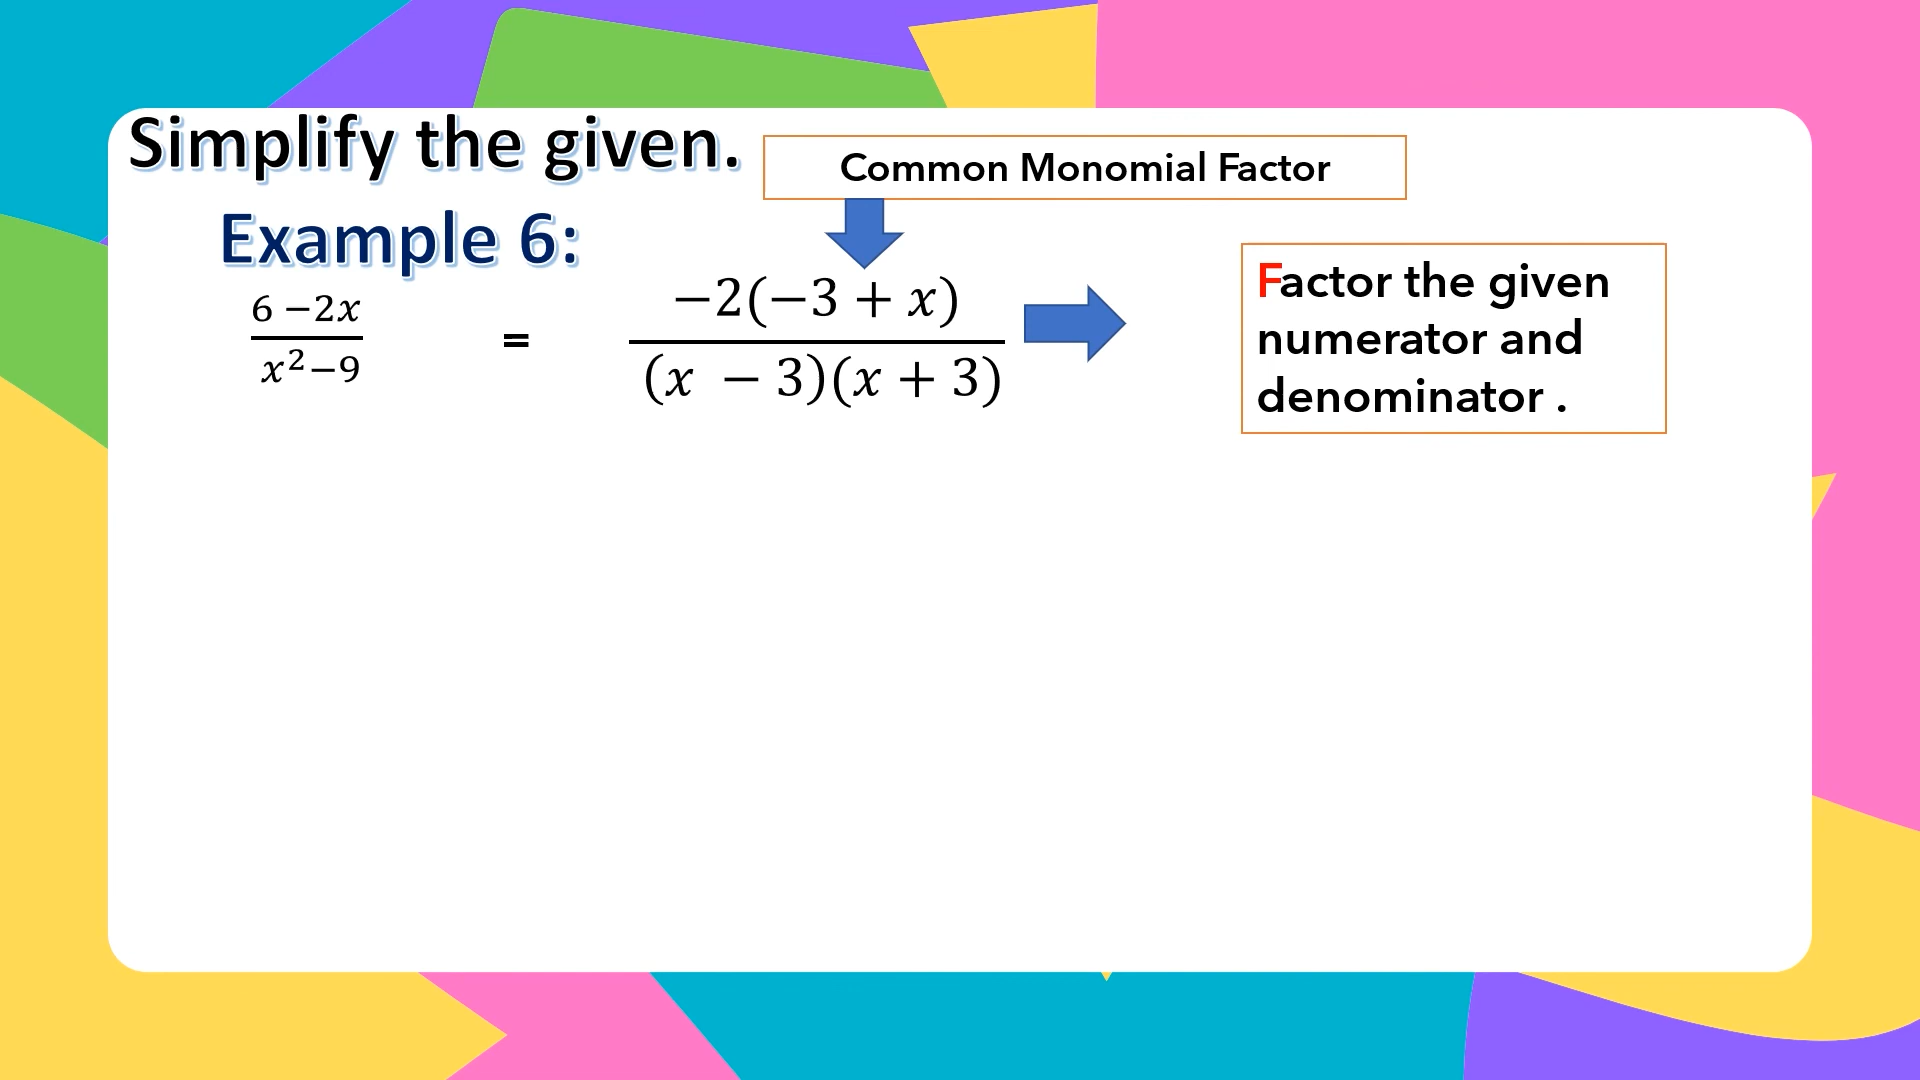 Simplify the given.
Common Monomial Factor
Example 6:
6 −2x
x²−9
=
−2(−3 + x)
(x − 3)(x + 3)
Factor the given
numerator and
denominator .